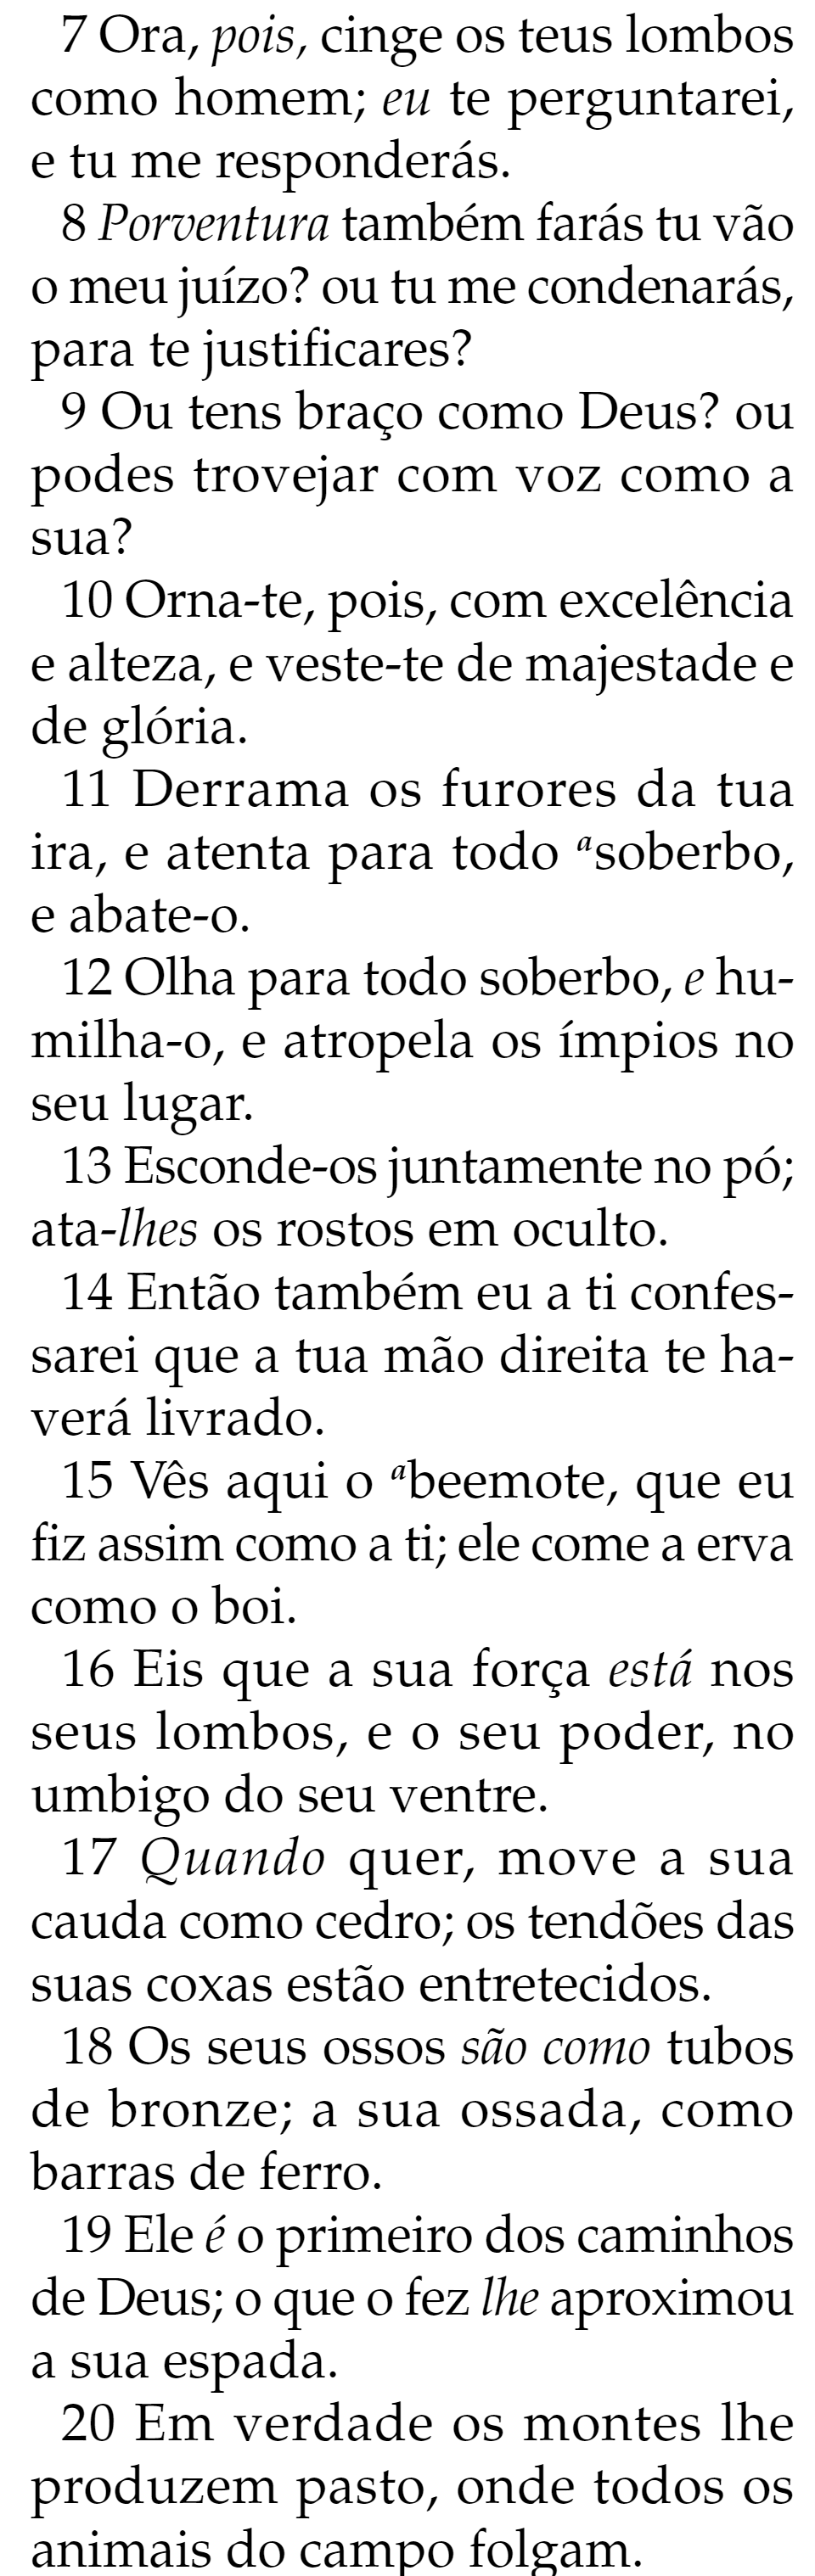 7 Ora, pois, cinge os teus lombos
como homem; eu te perguntarei,
e tu me responderás.
8 Porventura também farás tu vão
o meu juízo? ou tu me condenarás,
para te justificares?
9 Ou tens braço como Deus? ou
podes trovejar com voz como a
sua?
10 Orna-te, pois, com excelência
e alteza, e veste-te de majestade e
de glória.
11 Derrama os furores da tua
ira, e atenta para todo ᵃsoberbo,
e abate-o.
12 Olha para todo soberbo, e hu-
milha-o, e atropela os ímpios no
seu lugar.
13 Esconde-os juntamente no pó;
ata-lhes os rostos em oculto.
14 Então também eu a ti confes-
sarei que a tua mão direita te ha-
verá livrado.
15 Vês aqui o ᵃbeemote, que eu
fiz assim como a ti; ele come a erva
como o boi.
16 Eis que a sua força está nos
seus lombos, e o seu poder, no
umbigo do seu ventre.
17 Quando quer, move a sua
cauda como cedro; os tendões das
suas coxas estão entretecidos.
18 Os seus ossos são como tubos
de bronze; a sua ossada, como
barras de ferro.
19 Ele é o primeiro dos caminhos
de Deus; o que o fez lhe aproximou
a sua espada.
20 Em verdade os montes lhe
produzem pasto, onde todos os
animais do campo folgam.